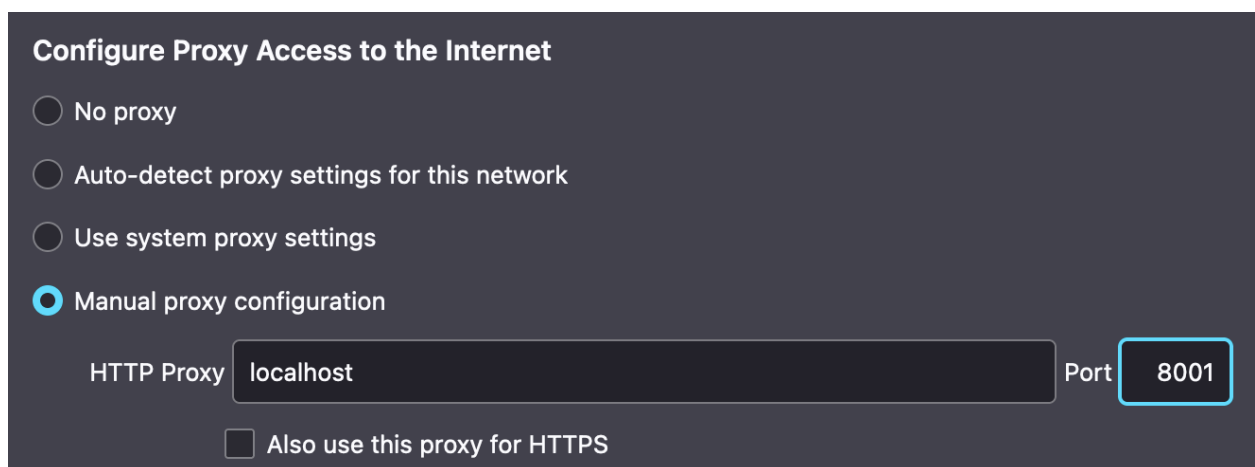 Configure Proxy Access to the Internet
No proxy
Auto-detect proxy settings for this network
Use system proxy settings
Manual proxy configuration
HTTP Proxy localhost Port 8001
Also use this proxy for HTTPS